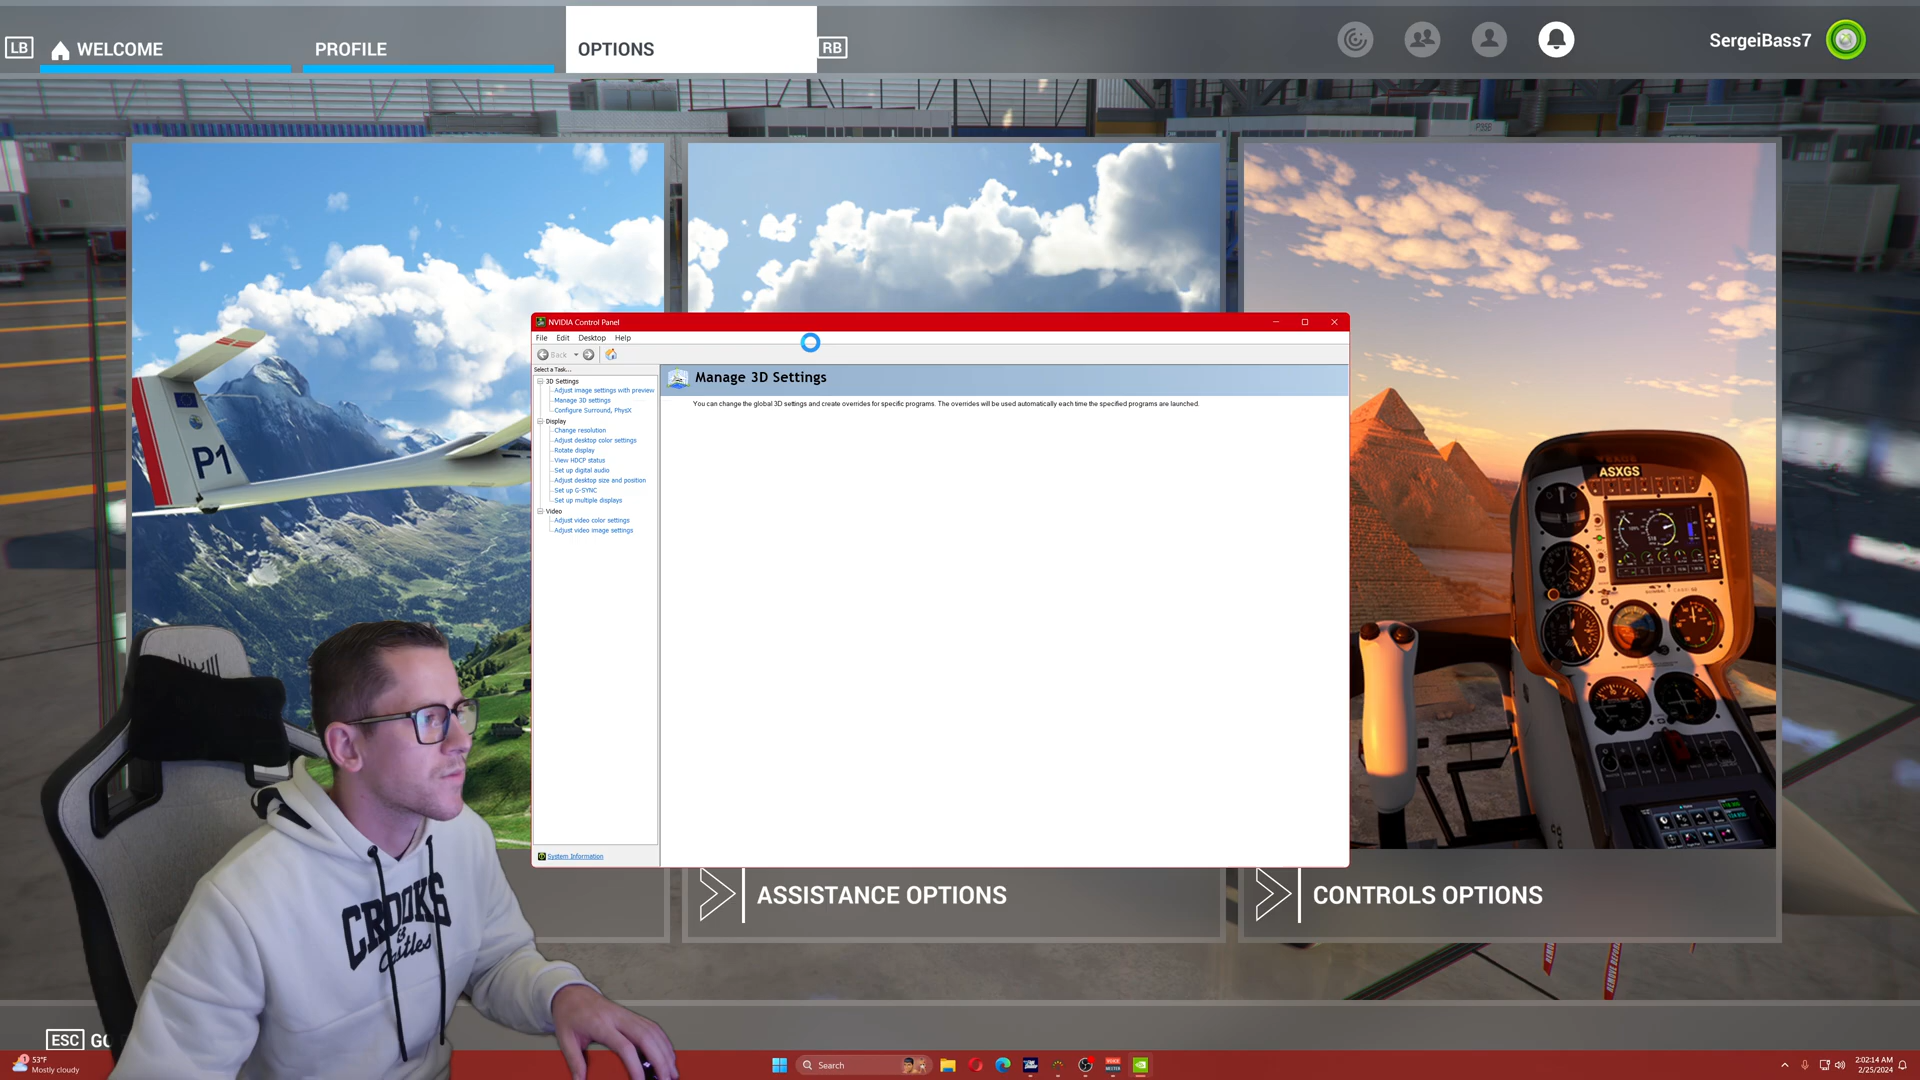 LB
WELCOME
PROFILE
OPTIONS
RB
SergeiBass7
P1
ASXGS
NVIDIA Control Panel
File Edit Desktop Help
Back
Select a Task...
3D Settings
Adjust image settings with preview
Manage 3D settings
Configure Surround, PhysX
Display
Change resolution
Adjust desktop color settings
Rotate display
View HDCP status
Set up digital audio
Adjust desktop size and position
Set up G-SYNC
Set up multiple displays
Video
Adjust video color settings
Adjust video image settings
System Information
Manage 3D Settings
You can change the global 3D settings and create overrides for specific programs. The overrides will be used automatically each time the specified programs are launched.
ASSISTANCE OPTIONS
CONTROLS OPTIONS
CROOKS
&
Castles
ESC GO
1
53°F
Mostly cloudy
Search
2:02:14 AM
2/25/2024